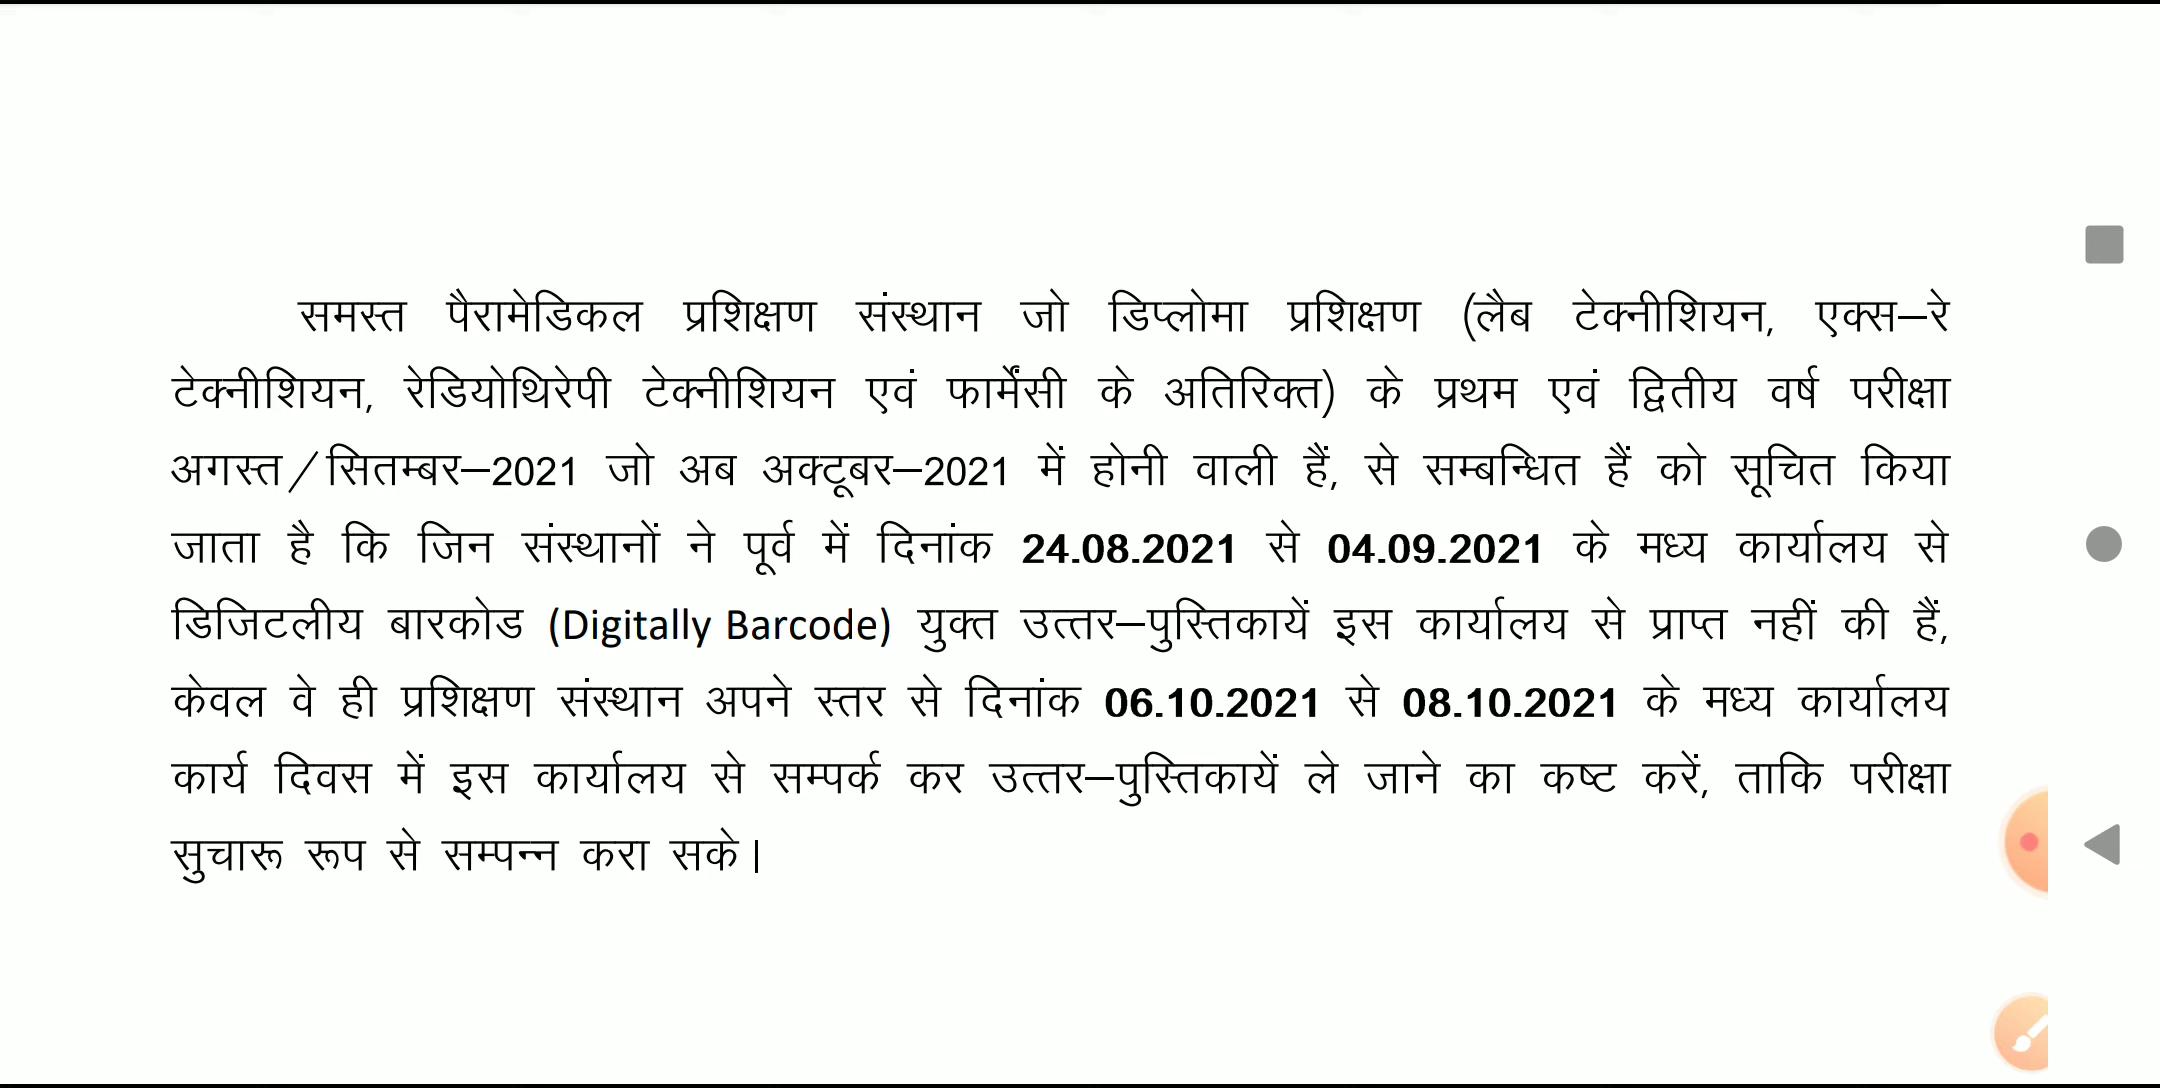 समस्त पैरामेडिकल प्रशिक्षण संस्थान जो डिप्लोमा प्रशिक्षण (लैब टेक्नीशियन, एक्स–रे
टेक्नीशियन, रेडियोथिरेपी टेक्नीशियन एवं फार्मेंसी के अतिरिक्त) के प्रथम एवं द्वितीय वर्ष परीक्षा
अगस्त/सितम्बर–2021 जो अब अक्टूबर–2021 में होनी वाली हैं, से सम्बन्धित हैं को सूचित किया
जाता है कि जिन संस्थानों ने पूर्व में दिनांक 24.08.2021 से 04.09.2021 के मध्य कार्यालय से
डिजिटलीय बारकोड (Digitally Barcode) युक्त उत्तर–पुस्तिकायें इस कार्यालय से प्राप्त नहीं की हैं,
केवल वे ही प्रशिक्षण संस्थान अपने स्तर से दिनांक 06.10.2021 से 08.10.2021 के मध्य कार्यालय
कार्य दिवस में इस कार्यालय से सम्पर्क कर उत्तर–पुस्तिकायें ले जाने का कष्ट करें, ताकि परीक्षा
सुचारू रूप से सम्पन्न करा सके।